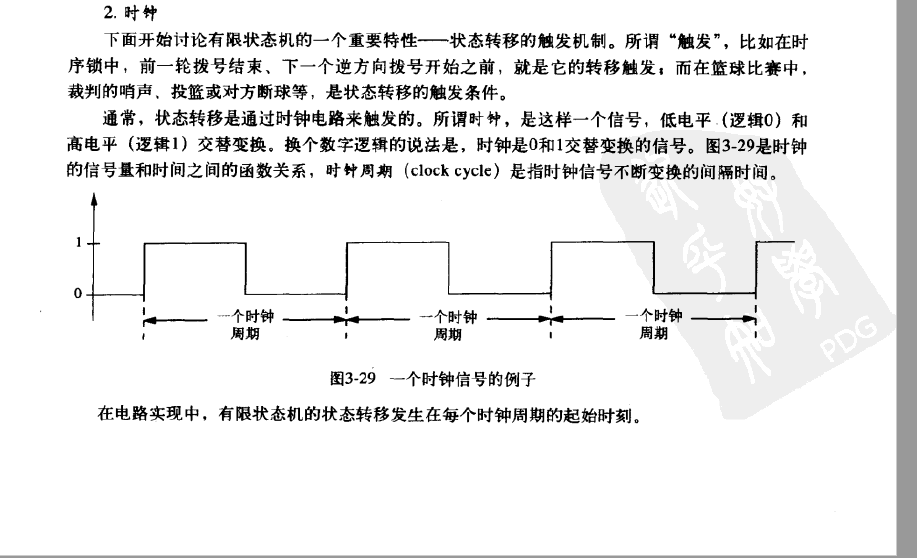 2. 时钟
下面开始讨论有限状态机的一个重要特性——状态转移的触发机制。所谓“触发”，比如在时
序锁中，前一轮拨号结束、下一个逆方向拨号开始之前，就是它的转移触发；而在篮球比赛中，
裁判的哨声、投篮或对方断球等，是状态转移的触发条件。
通常，状态转移是通过时钟电路来触发的。所谓时钟，是这样一个信号，低电平（逻辑0）和
高电平（逻辑1）交替变换。换个数字逻辑的说法是，时钟是0和1交替变换的信号。图3-29是时钟
的信号量和时间之间的函数关系，时钟周期（clock cycle）是指时钟信号不断变换的间隔时间。
1
0
一个时钟 一个时钟 一个时钟
周期 周期 周期
PDG
图3-29 一个时钟信号的例子
在电路实现中，有限状态机的状态转移发生在每个时钟周期的起始时刻。